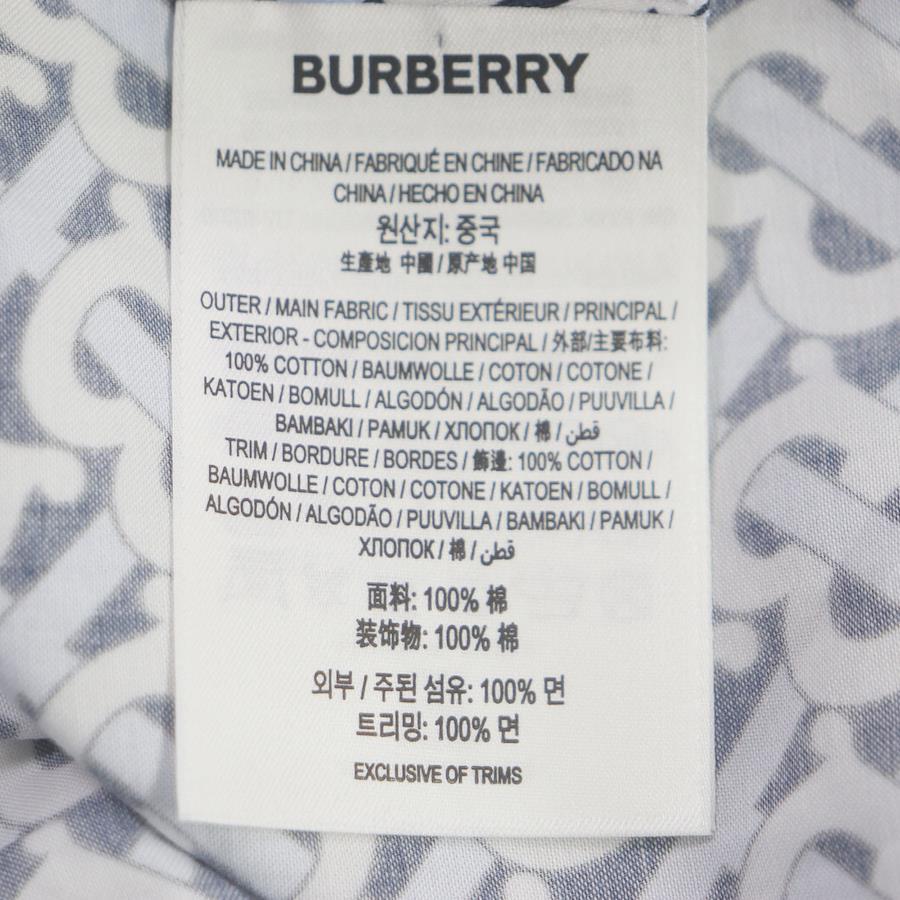 BURBERRY
MADE IN CHINA / FABRIQUÉ EN CHINE / FABRICADO NA
CHINA / HECHO EN CHINA
원산지: 중국
生產地 中國 / 原产地 中国
OUTER / MAIN FABRIC / TISSU EXTÉRIEUR / PRINCIPAL /
EXTERIOR - COMPOSICION PRINCIPAL / 外部/主要布料:
100% COTTON / BAUMWOLLE / COTON / COTONE /
KATOEN / BOMULL / ALGODÓN / ALGODÃO / PUUVILLA /
BAMBAKI / PAMUK / ХЛОПОК / 棉 / قطن
TRIM / BORDURE / BORDES / 飾邊: 100% COTTON /
BAUMWOLLE / COTON / COTONE / KATOEN / BOMULL /
ALGODÓN / ALGODÃO / PUUVILLA / BAMBAKI / PAMUK /
ХЛОПОК / 棉 / قطن
面料: 100% 棉
装饰物: 100% 棉
외부 / 주된 섬유: 100% 면
트리밍: 100% 면
EXCLUSIVE OF TRIMS